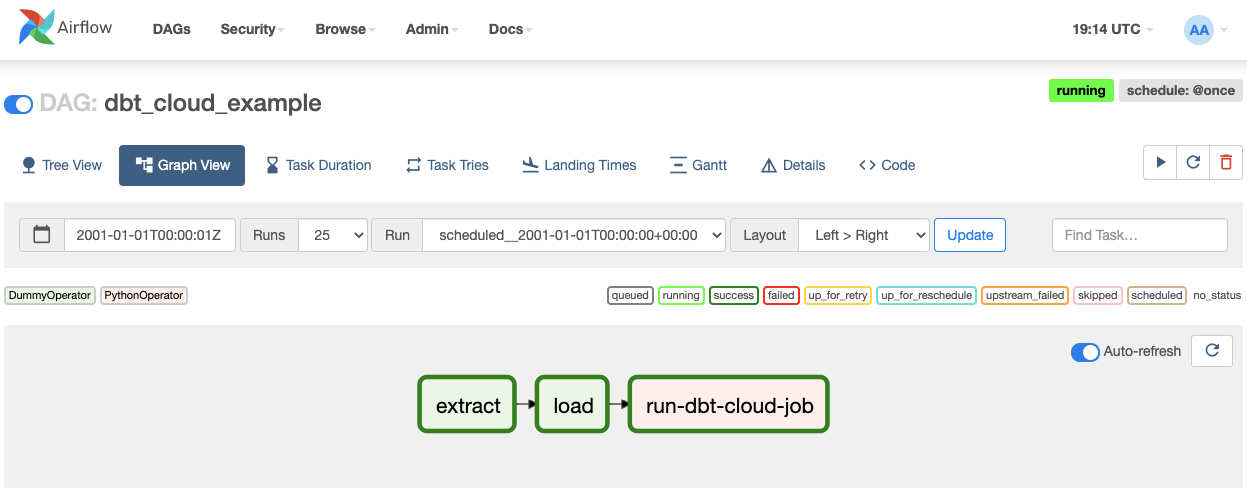 Airflow DAGs Security Browse Admin Docs 19:14 UTC AA
DAG: dbt_cloud_example running schedule: @once
Tree View Graph View Task Duration Task Tries Landing Times Gantt Details <> Code
2001-01-01T00:00:01Z Runs 25 Run scheduled__2001-01-01T00:00:00+00:00 Layout Left > Right Update Find Task…
DummyOperator PythonOperator queued running success failed up_for_retry up_for_reschedule upstream_failed skipped scheduled no_status
Auto-refresh
extract load run-dbt-cloud-job